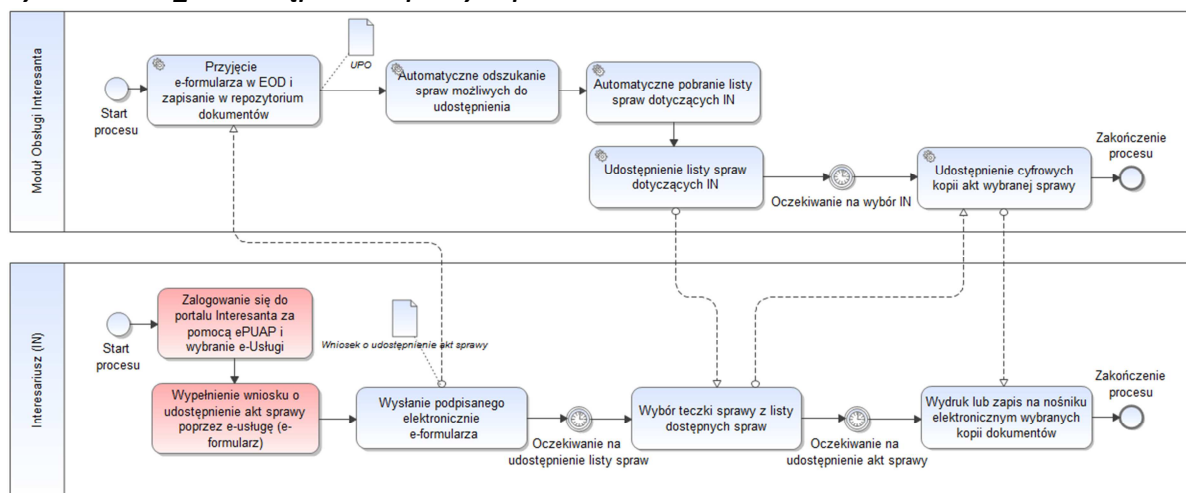 Moduł Obsługi Interesanta
Start
procesu
Przyjęcie
e-formularza w EOD i
zapisanie w repozytorium
dokumentów
UPO
Automatyczne odszukanie
spraw możliwych do
udostępnienia
Automatyczne pobranie listy
spraw dotyczących IN
Udostępnienie listy spraw
dotyczących IN
Oczekiwanie na wybór IN
Udostępnienie cyfrowych
kopii akt wybranej sprawy
Zakończenie
procesu
Interesariusz (IN)
Start
procesu
Zalogowanie się do
portalu Interesanta za
pomocą ePUAP i
wybranie e-Usługi
Wypełnienie wniosku o
udostępnienie akt sprawy
poprzez e-usługę (e-
formularz)
Wniosek o udostępnienie akt sprawy
Wysłanie podpisanego
elektronicznie
e-formularza
Oczekiwanie na
udostępnienie listy spraw
Wybór teczki sprawy z listy
dostępnych spraw
Oczekiwanie na
udostępnienie akt sprawy
Wydruk lub zapis na nośniku
elektronicznym wybranych
kopii dokumentów
Zakończenie
procesu